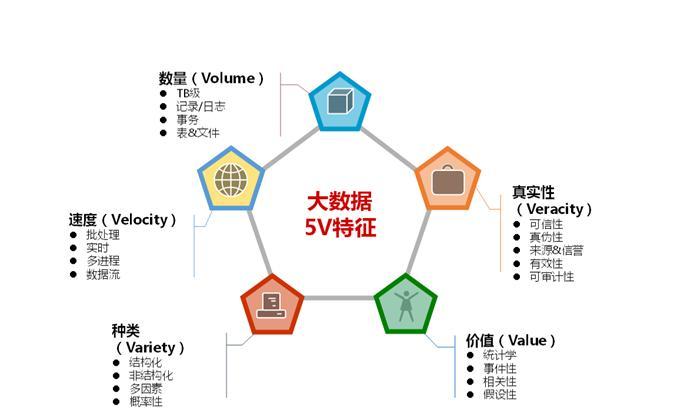 数量（Volume）
TB级
记录/日志
事务
表&文件
速度（Velocity）
批处理
实时
多进程
数据流
大数据
5V特征
真实性
（Veracity）
可信性
真伪性
来源&信誉
有效性
可审计性
种类
（Variety）
结构化
非结构化
多因素
概率性
价值（Value）
统计学
事件性
相关性
假设性